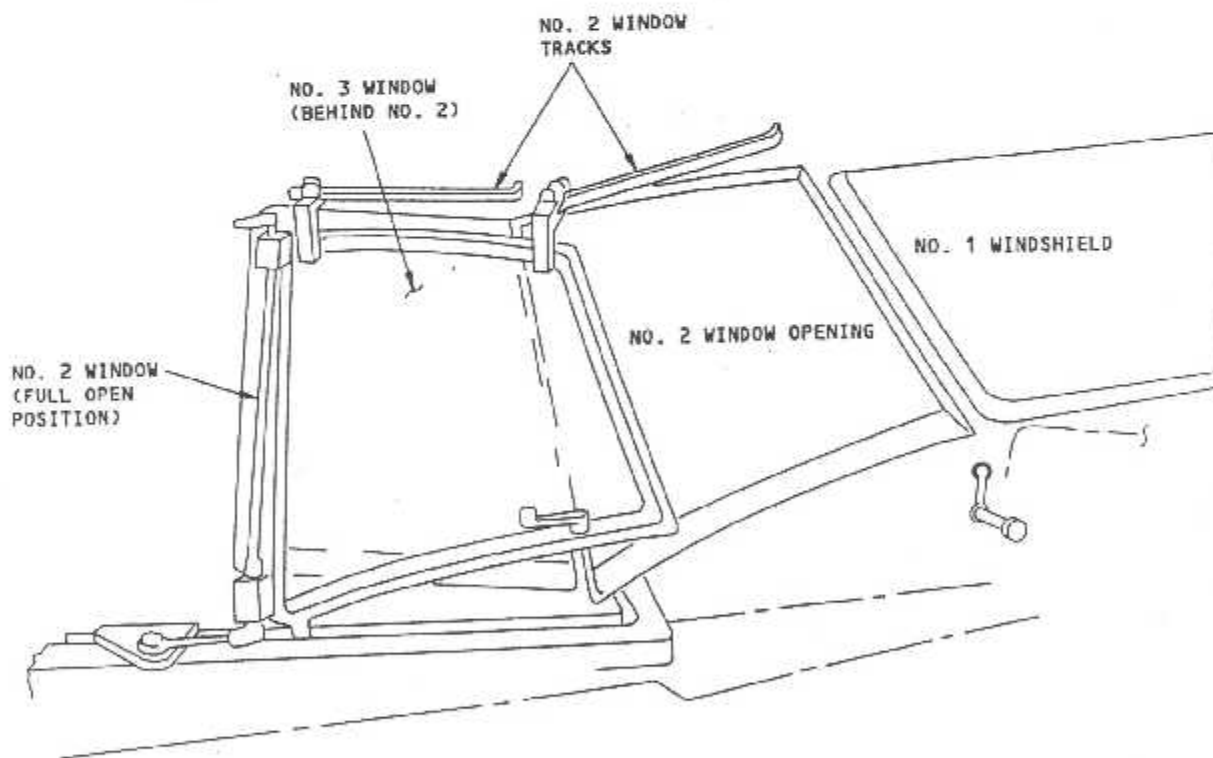 NO. 2 WINDOW
TRACKS
NO. 3 WINDOW
(BEHIND NO. 2)
NO. 1 WINDSHIELD
NO. 2 WINDOW OPENING
NO. 2 WINDOW
(FULL OPEN
POSITION)